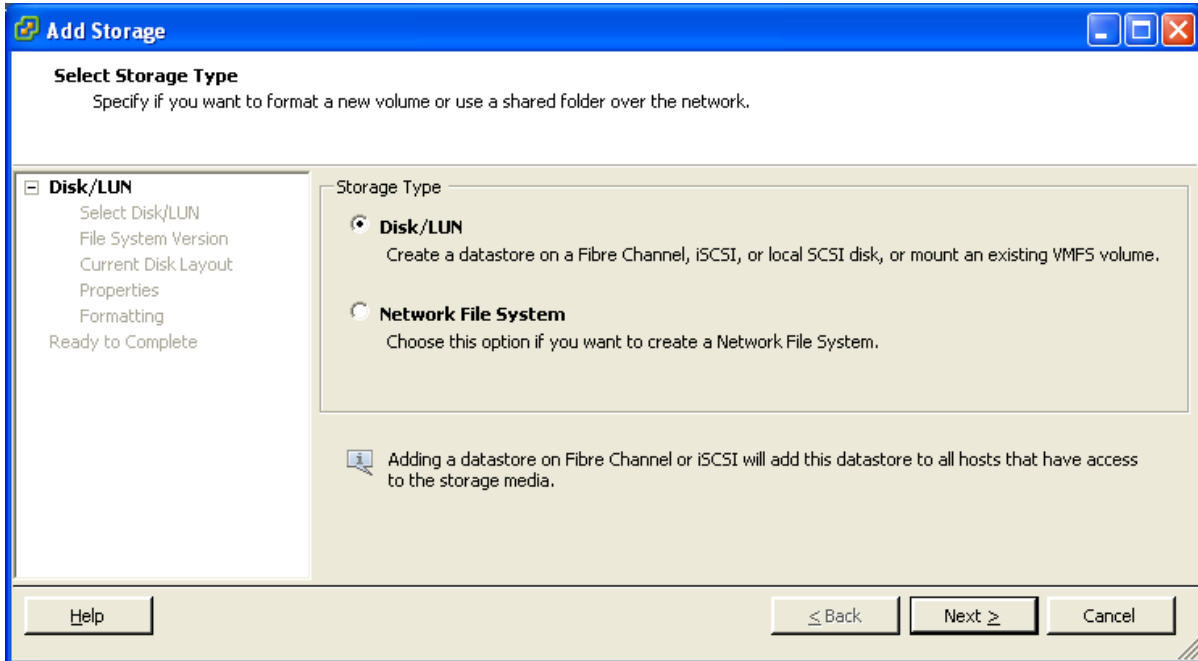 Add Storage
Select Storage Type
Specify if you want to format a new volume or use a shared folder over the network.
Disk/LUN
Select Disk/LUN
File System Version
Current Disk Layout
Properties
Formatting
Ready to Complete
Storage Type
Disk/LUN
Create a datastore on a Fibre Channel, iSCSI, or local SCSI disk, or mount an existing VMFS volume.
Network File System
Choose this option if you want to create a Network File System.
Adding a datastore on Fibre Channel or iSCSI will add this datastore to all hosts that have access
to the storage media.
Help
< Back
Next >
Cancel